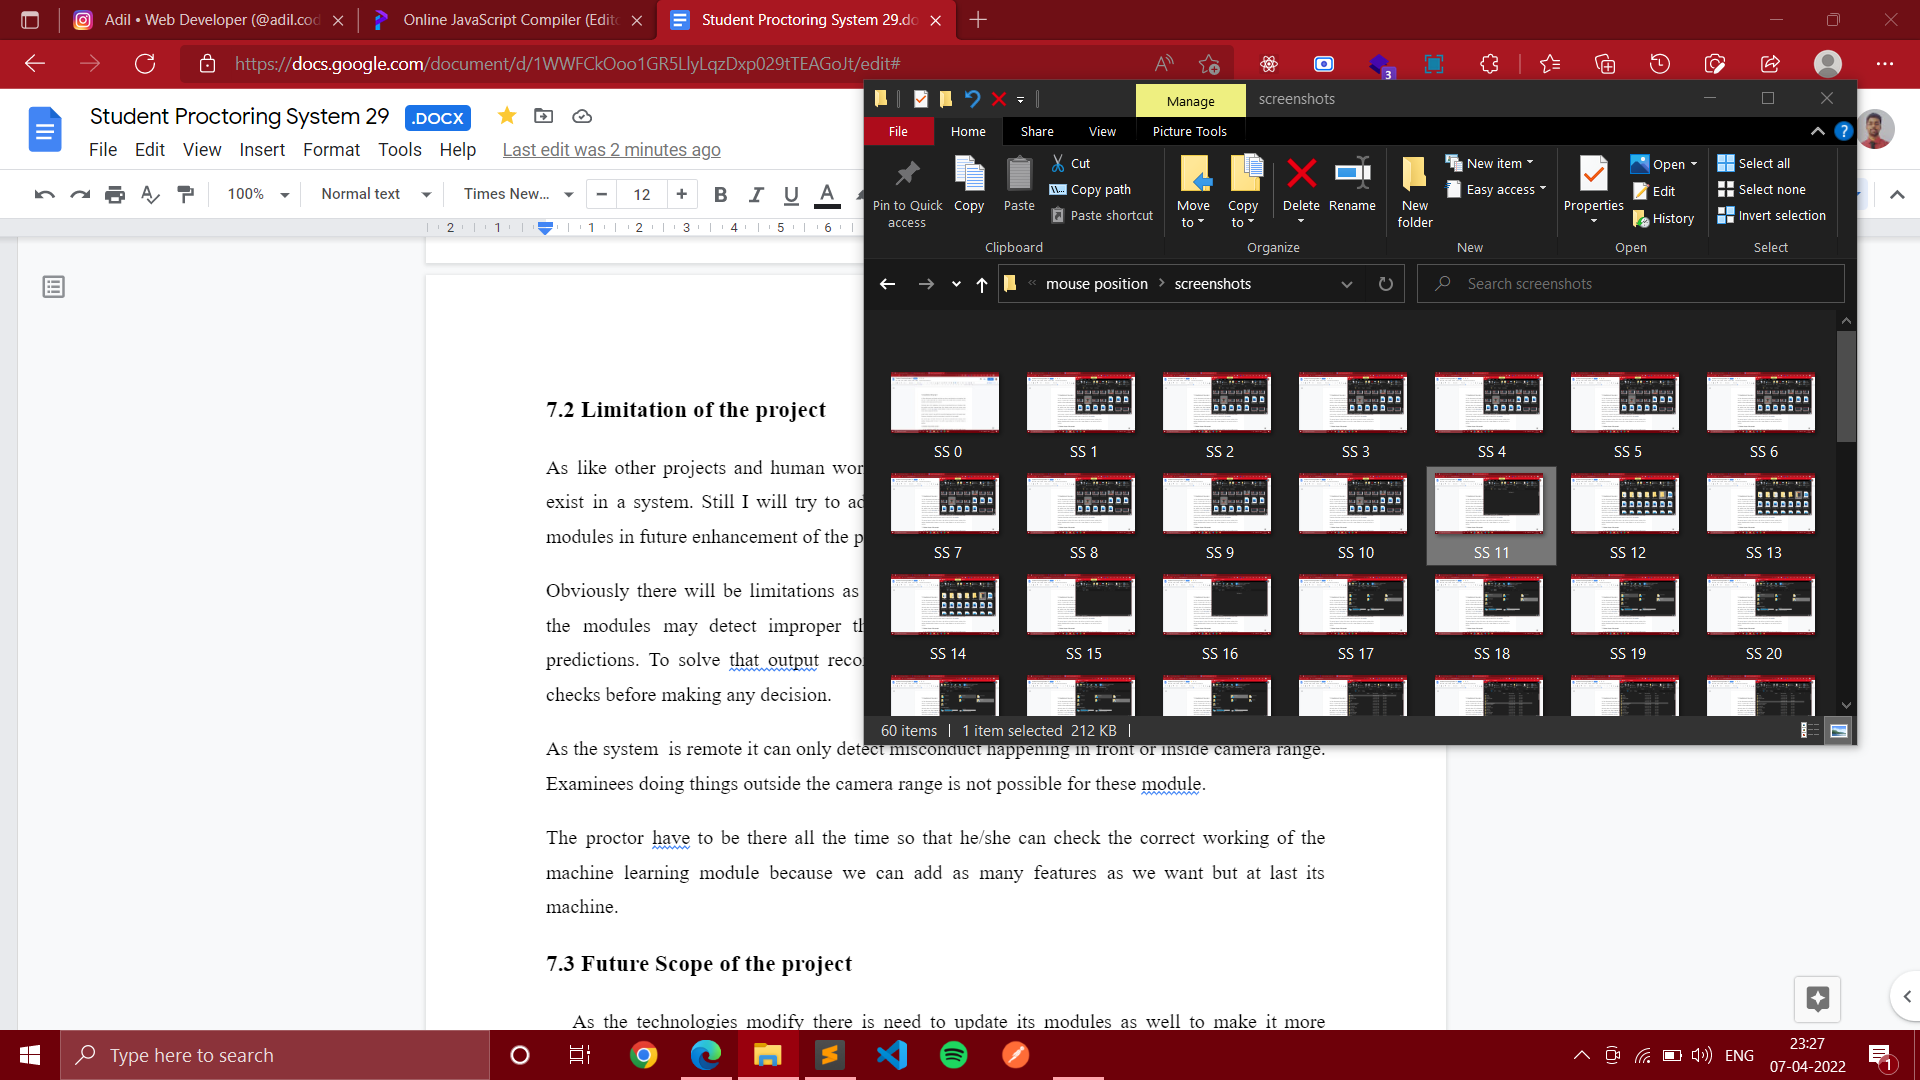 Adil • Web Developer (@adil.cod
Online JavaScript Compiler (Edito
Student Proctoring System 29.do
https://docs.google.com/document/d/1WWFCkOoo1GR5LlyLqzDxp029tTEAGoJt/edit#
3
Student Proctoring System 29 .DOCX
File Edit View Insert Format Tools Help Last edit was 2 minutes ago
100% Normal text Times New... 12 B I U A
2 1 1 2 3 4 5 6
Manage screenshots
File Home Share View Picture Tools
Pin to Quick access
Copy
Paste
Cut
Copy path
Paste shortcut
Clipboard
Move to
Copy to
Delete
Rename
Organize
New folder
New item
Easy access
New
Properties
Open
Edit
History
Open
Select all
Select none
Invert selection
Select
mouse position screenshots Search screenshots
SS 0 SS 1 SS 2 SS 3 SS 4 SS 5 SS 6
SS 7 SS 8 SS 9 SS 10 SS 11 SS 12 SS 13
SS 14 SS 15 SS 16 SS 17 SS 18 SS 19 SS 20
60 items 1 item selected 212 KB
7.2 Limitation of the project
As like other projects and human wor
exist in a system. Still I will try to ad
modules in future enhancement of the p
Obviously there will be limitations as
the modules may detect improper th
predictions. To solve that output reco
checks before making any decision.
As the system is remote it can only detect misconduct happening in front or inside camera range.
Examinees doing things outside the camera range is not possible for these module.
The proctor have to be there all the time so that he/she can check the correct working of the
machine learning module because we can add as many features as we want but at last its
machine.
7.3 Future Scope of the project
As the technologies modify there is need to update its modules as well to make it more
Type here to search
ENG
23:27
07-04-2022
1